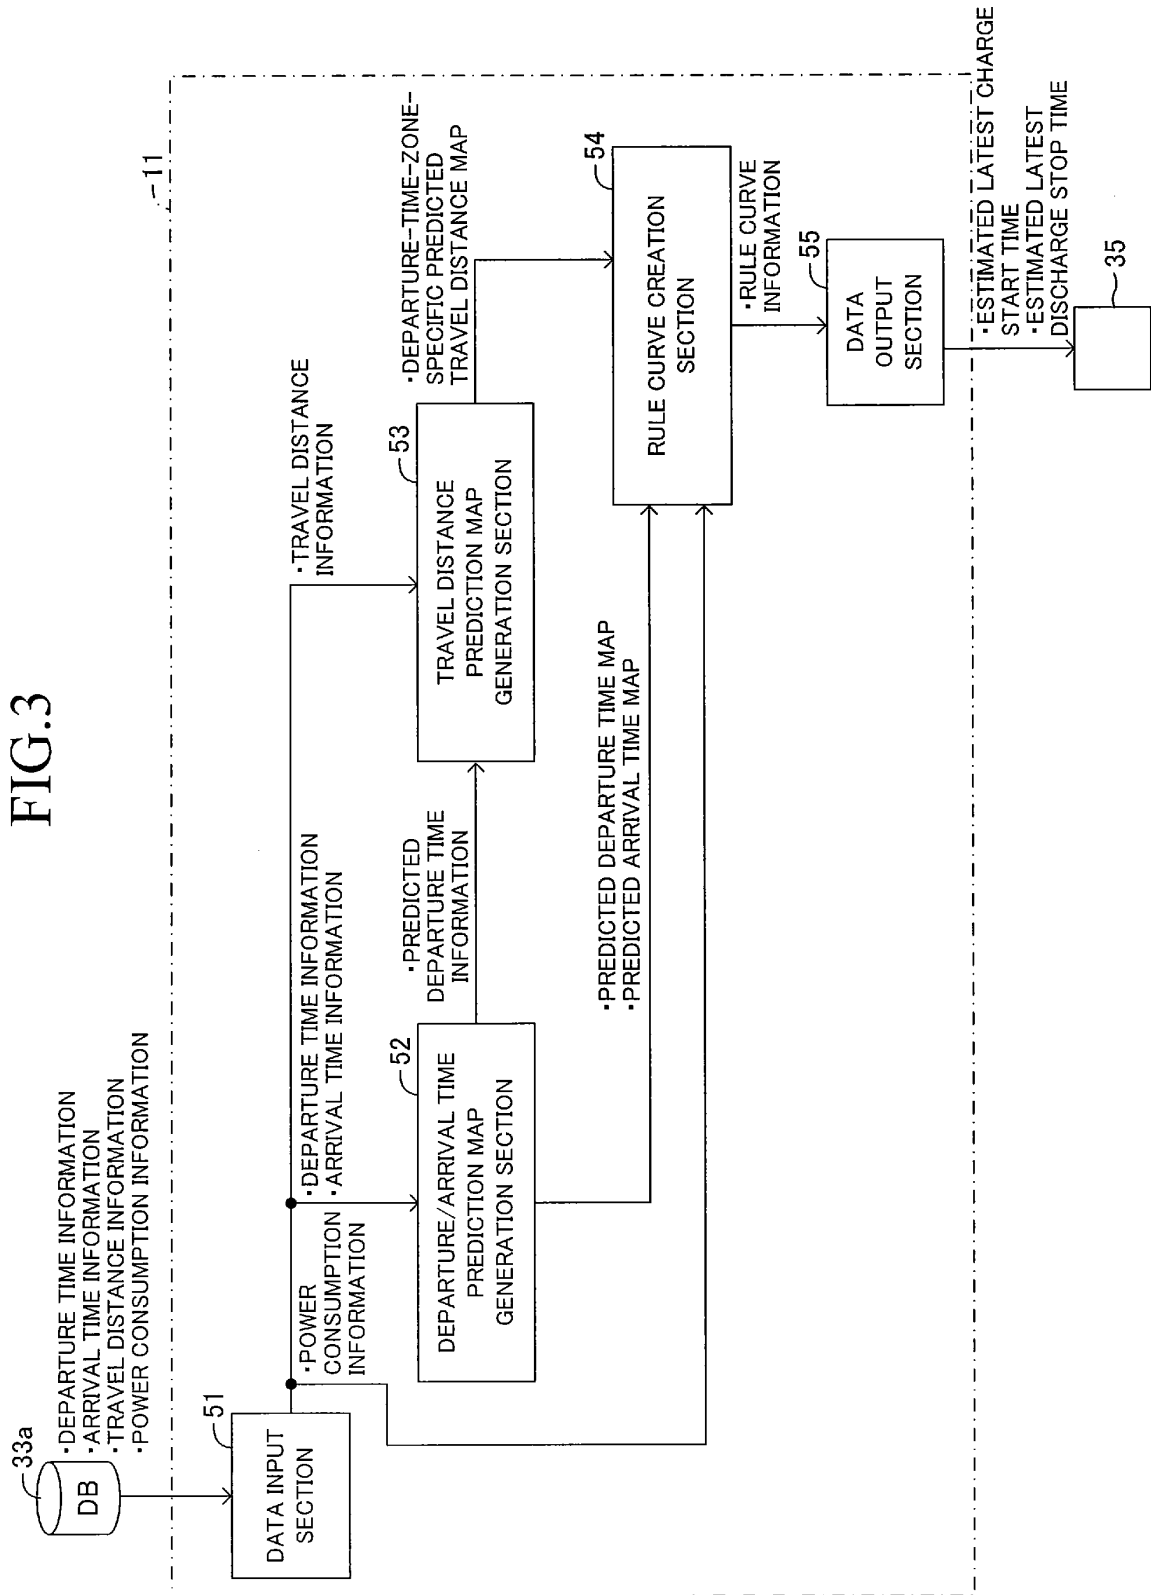 FIG.3
33a
DB
·DEPARTURE TIME INFORMATION
·ARRIVAL TIME INFORMATION
·TRAVEL DISTANCE INFORMATION
·POWER CONSUMPTION INFORMATION
11
51
DATA INPUT
SECTION
·POWER
CONSUMPTION
INFORMATION
·DEPARTURE TIME INFORMATION
·ARRIVAL TIME INFORMATION
·TRAVEL DISTANCE
INFORMATION
52
DEPARTURE/ARRIVAL TIME
PREDICTION MAP
GENERATION SECTION
·PREDICTED
DEPARTURE TIME
INFORMATION
53
TRAVEL DISTANCE
PREDICTION MAP
GENERATION SECTION
·DEPARTURE-TIME-ZONE-
SPECIFIC PREDICTED
TRAVEL DISTANCE MAP
·PREDICTED DEPARTURE TIME MAP
·PREDICTED ARRIVAL TIME MAP
54
RULE CURVE CREATION
SECTION
·RULE CURVE
INFORMATION
55
DATA
OUTPUT
SECTION
·ESTIMATED LATEST CHARGE
START TIME
·ESTIMATED LATEST
DISCHARGE STOP TIME
35